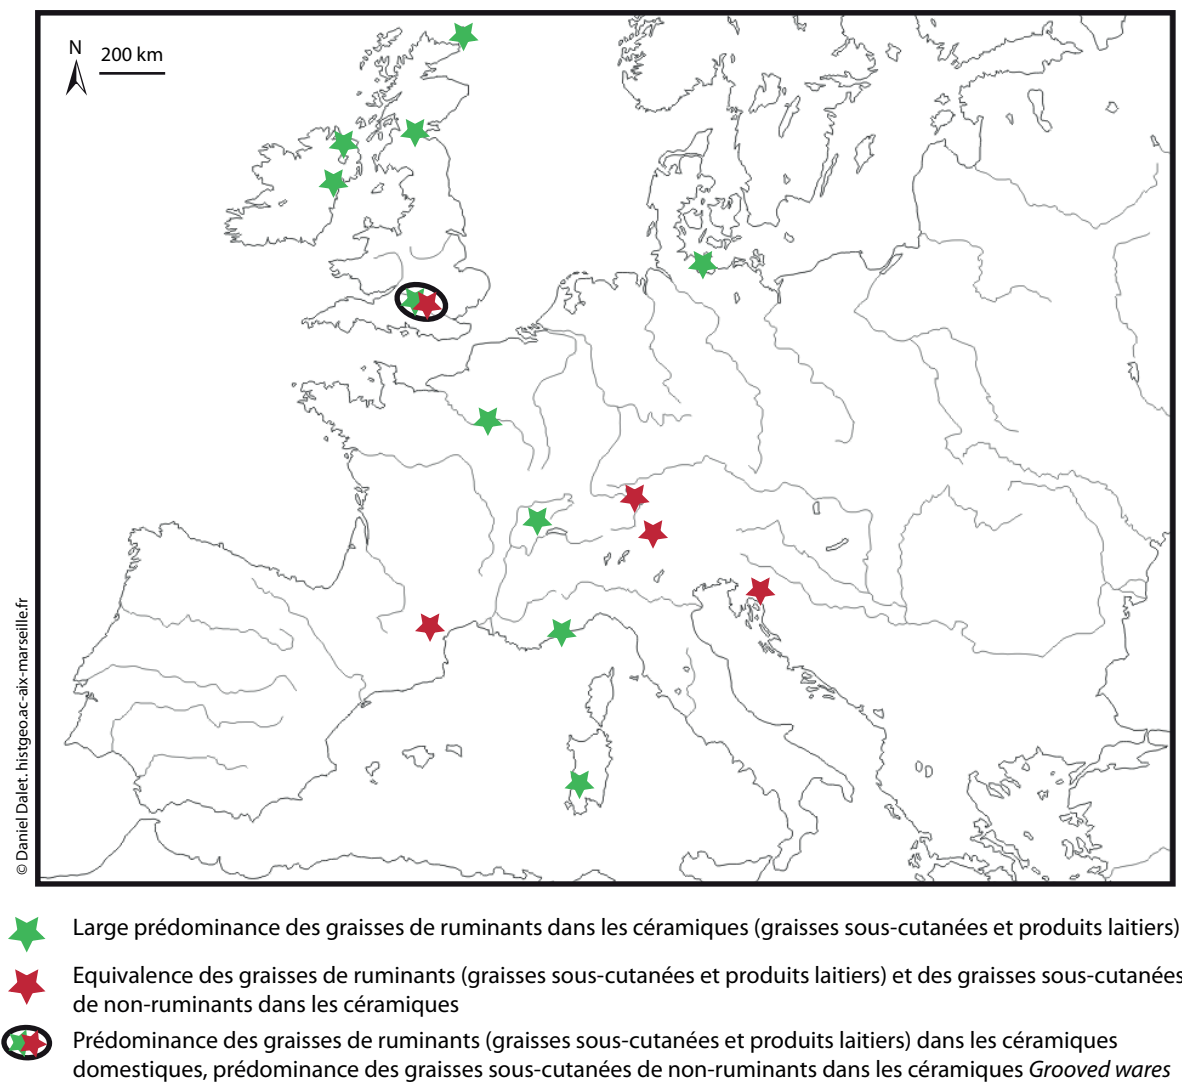 N
200 km
© Daniel Dalet. histgeo.ac-aix-marseille.fr
Large prédominance des graisses de ruminants dans les céramiques (graisses sous-cutanées et produits laitiers)
Equivalence des graisses de ruminants (graisses sous-cutanées et produits laitiers) et des graisses sous-cutanées
de non-ruminants dans les céramiques
Prédominance des graisses de ruminants (graisses sous-cutanées et produits laitiers) dans les céramiques
domestiques, prédominance des graisses sous-cutanées de non-ruminants dans les céramiques Grooved wares